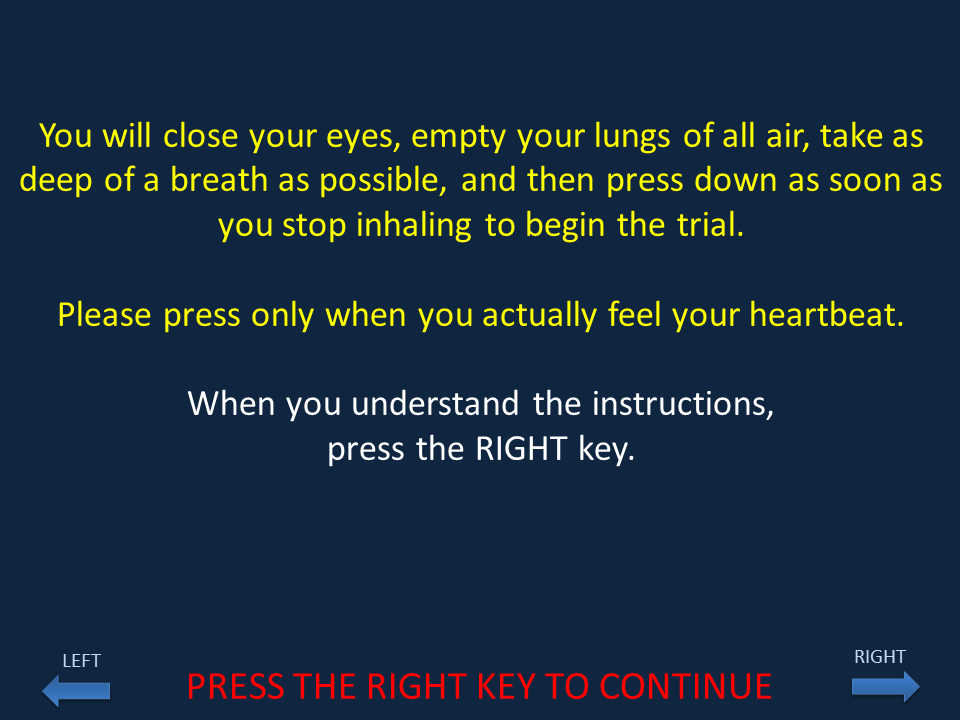 You will close your eyes, empty your lungs of all air, take as
deep of a breath as possible, and then press down as soon as
you stop inhaling to begin the trial.
Please press only when you actually feel your heartbeat.
When you understand the instructions,
press the RIGHT key.
LEFT
RIGHT
PRESS THE RIGHT KEY TO CONTINUE